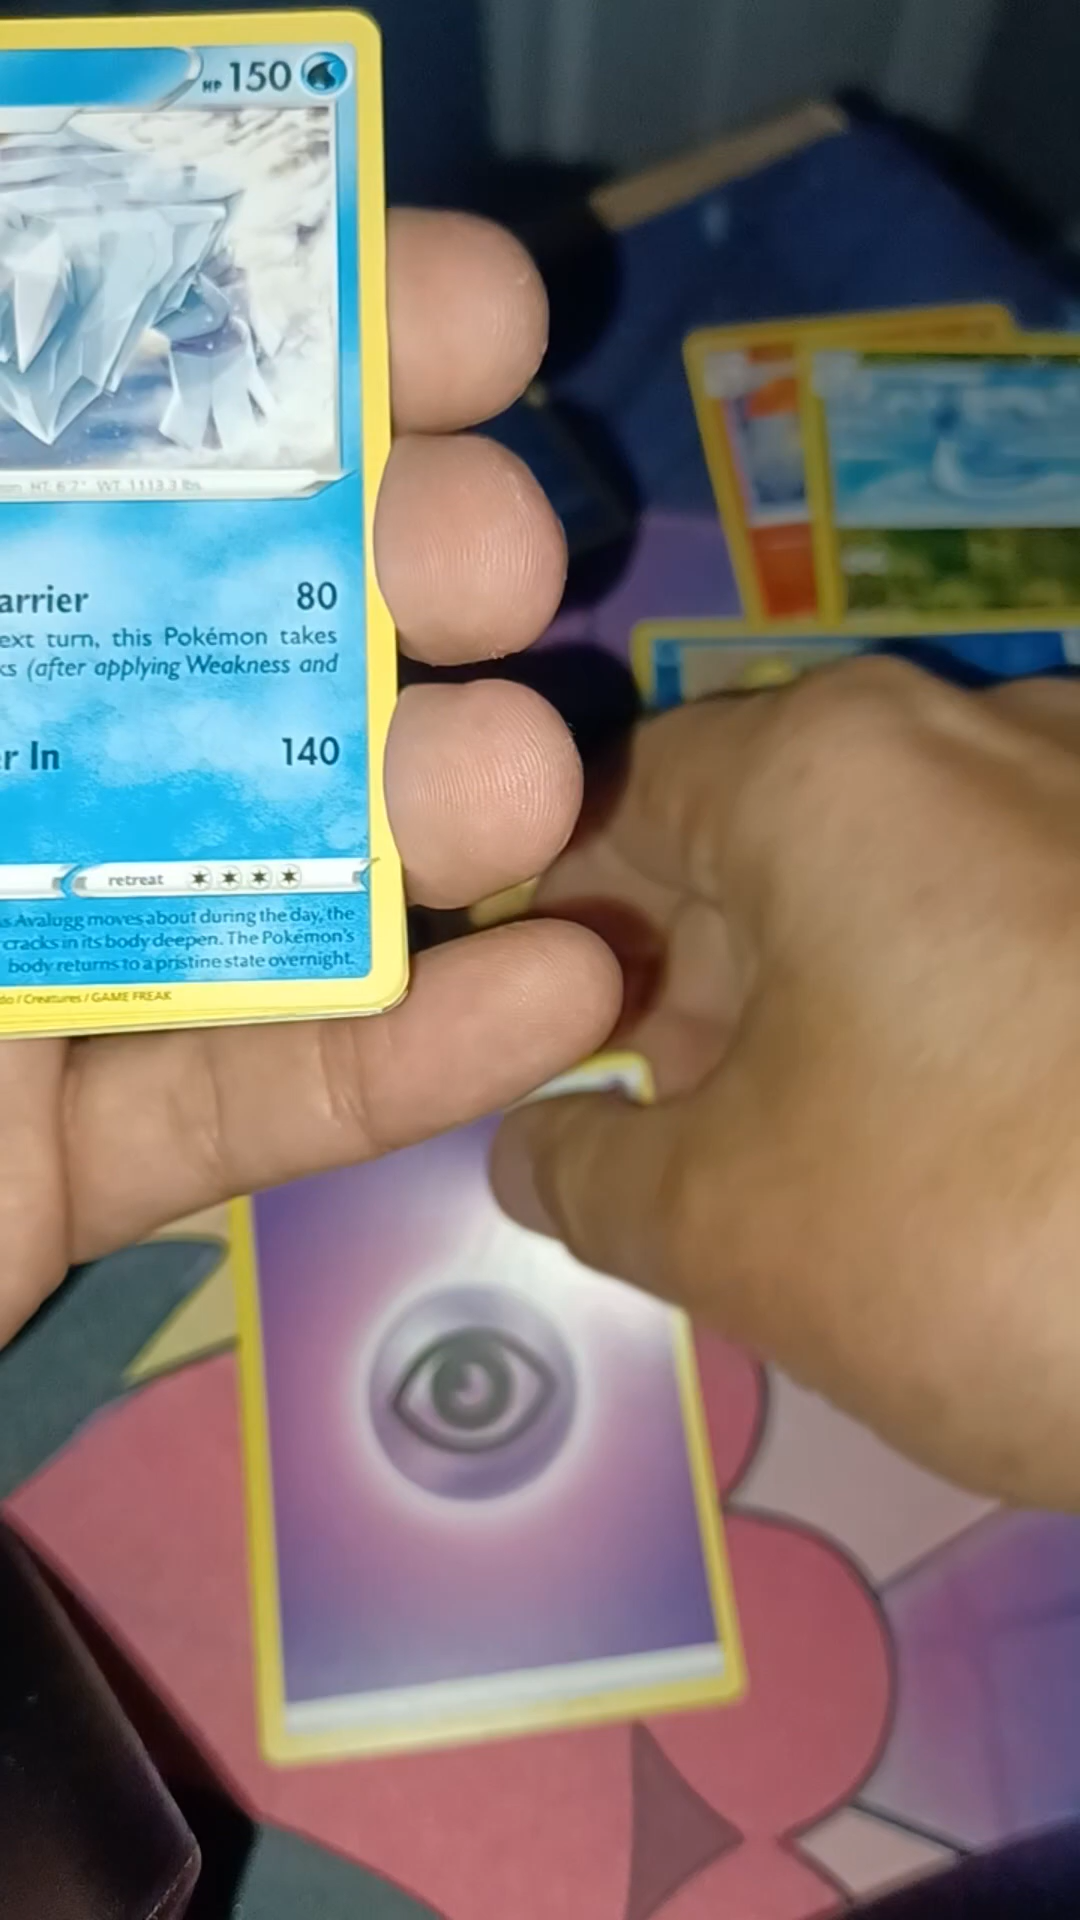 HP 150
HT: 6'7" WT: 1113.3 lbs.
arrier 80
ext turn, this Pokémon takes
ks (after applying Weakness and
r In 140
retreat
s Avalugg moves about during the day, the
cracks in its body deepen. The Pokémon's
body returns to a pristine state overnight.
do / Creatures / GAME FREAK